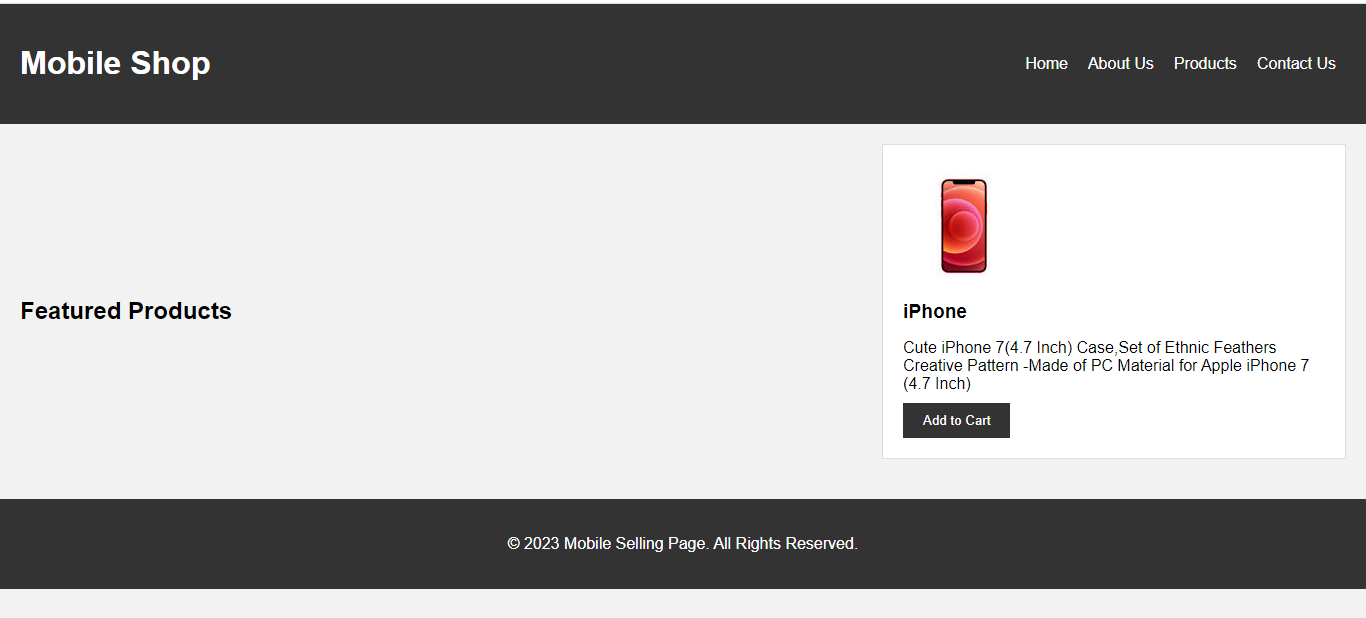 Mobile Shop
Home About Us Products Contact Us
Featured Products
iPhone
Cute iPhone 7(4.7 Inch) Case,Set of Ethnic Feathers
Creative Pattern -Made of PC Material for Apple iPhone 7
(4.7 Inch)
Add to Cart
© 2023 Mobile Selling Page. All Rights Reserved.